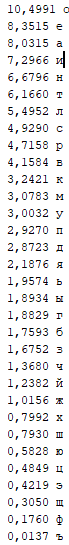 10,4991 о
8,3515 е
8,0315 а
7,2966 и
6,6796 н
6,1660 т
5,4952 л
4,9290 с
4,7158 р
4,1584 в
3,2421 к
3,0783 м
3,0032 у
2,9270 п
2,8723 д
2,1876 я
1,9574 ь
1,8934 ы
1,8829 г
1,7593 б
1,6752 з
1,3680 ч
1,2382 й
1,0156 ж
0,7992 х
0,7930 ш
0,5828 ю
0,4849 ц
0,4219 э
0,3050 щ
0,1760 ф
0,0137 ъ